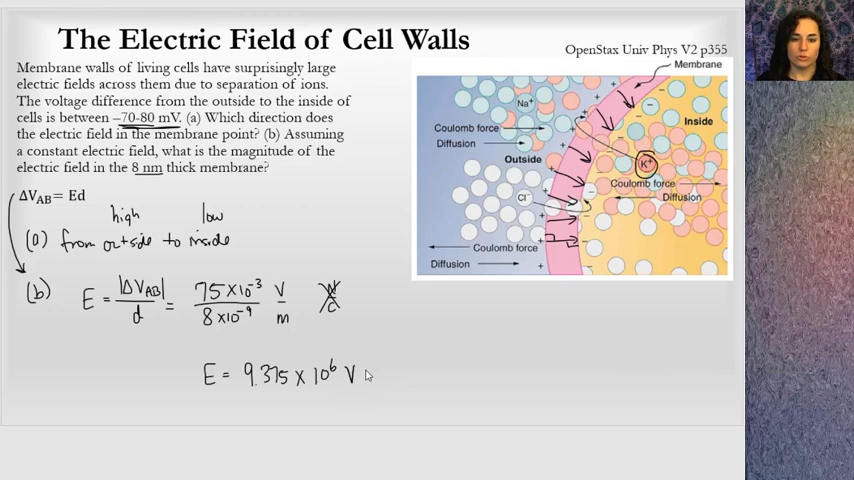 The Electric Field of Cell Walls
OpenStax Univ Phys V2 p355
Membrane walls of living cells have surprisingly large
electric fields across them due to separation of ions.
The voltage difference from the outside to the inside of
cells is between –70-80 mV. (a) Which direction does
the electric field in the membrane point? (b) Assuming
a constant electric field, what is the magnitude of the
electric field in the 8 nm thick membrane?
ΔV_AB = Ed
high low
(a) from outside to inside
(b) E = |ΔV_AB| / d = 75 × 10⁻³ / 8 × 10⁻⁹ V/m N/C
E = 9.375 × 10⁶ V
Membrane
Na⁺
Coulomb force
Diffusion
Inside
Outside
K⁺
Coulomb force
Diffusion
Cl⁻
Coulomb force
Diffusion